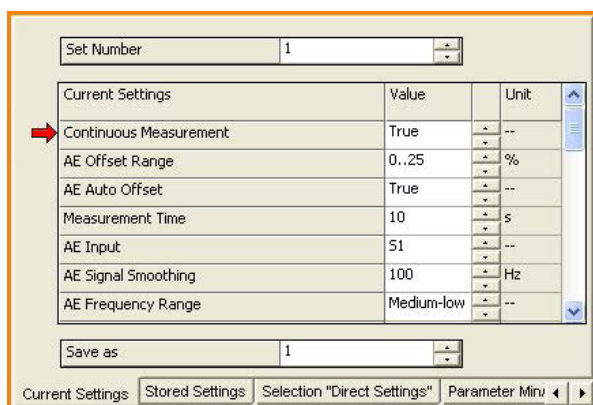 Set Number 1
Current Settings Value Unit
Continuous Measurement True --
AE Offset Range 0..25 %
AE Auto Offset True --
Measurement Time 10 s
AE Input S1 --
AE Signal Smoothing 100 Hz
AE Frequency Range Medium-low --
Save as 1
Current Settings Stored Settings Selection "Direct Settings" Parameter Min/